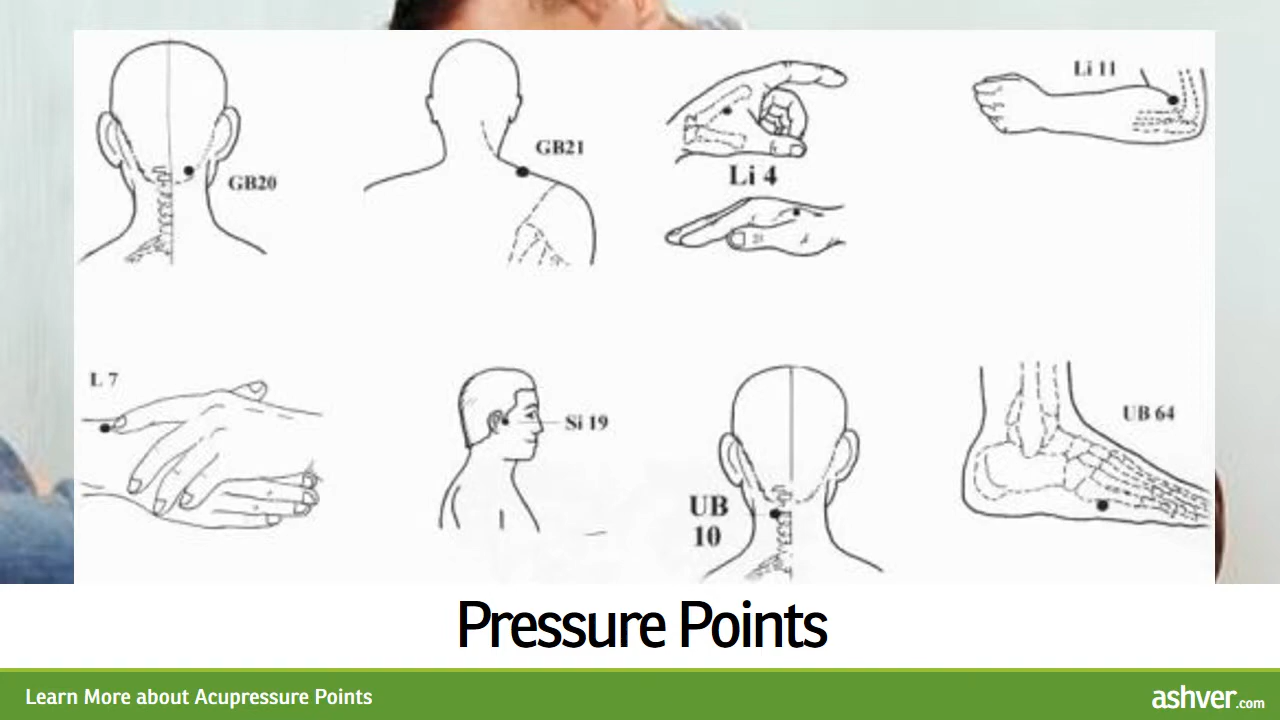 GB20
GB21
Li 4
Li 11
L 7
Si 19
UB
10
UB 64
Pressure Points
Learn More about Acupressure Points
ashver.com